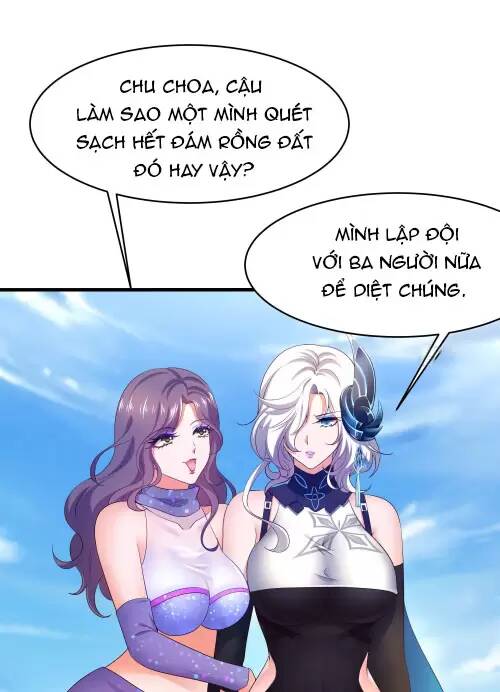 CHU CHOA, CẬU
LÀM SAO MỘT MÌNH QUÉT
SẠCH HẾT ĐÁM RỒNG ĐẤT
ĐÓ HAY VẬY?
MÌNH LẬP ĐỘI
VỚI BA NGƯỜI NỮA
ĐỂ DIỆT CHÚNG.